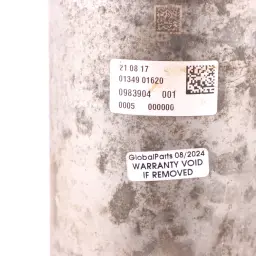 21 08 17
01349 01620
0983904 001
0005 000000
GlobalParts 08/2024
WARRANTY VOID
IF REMOVED